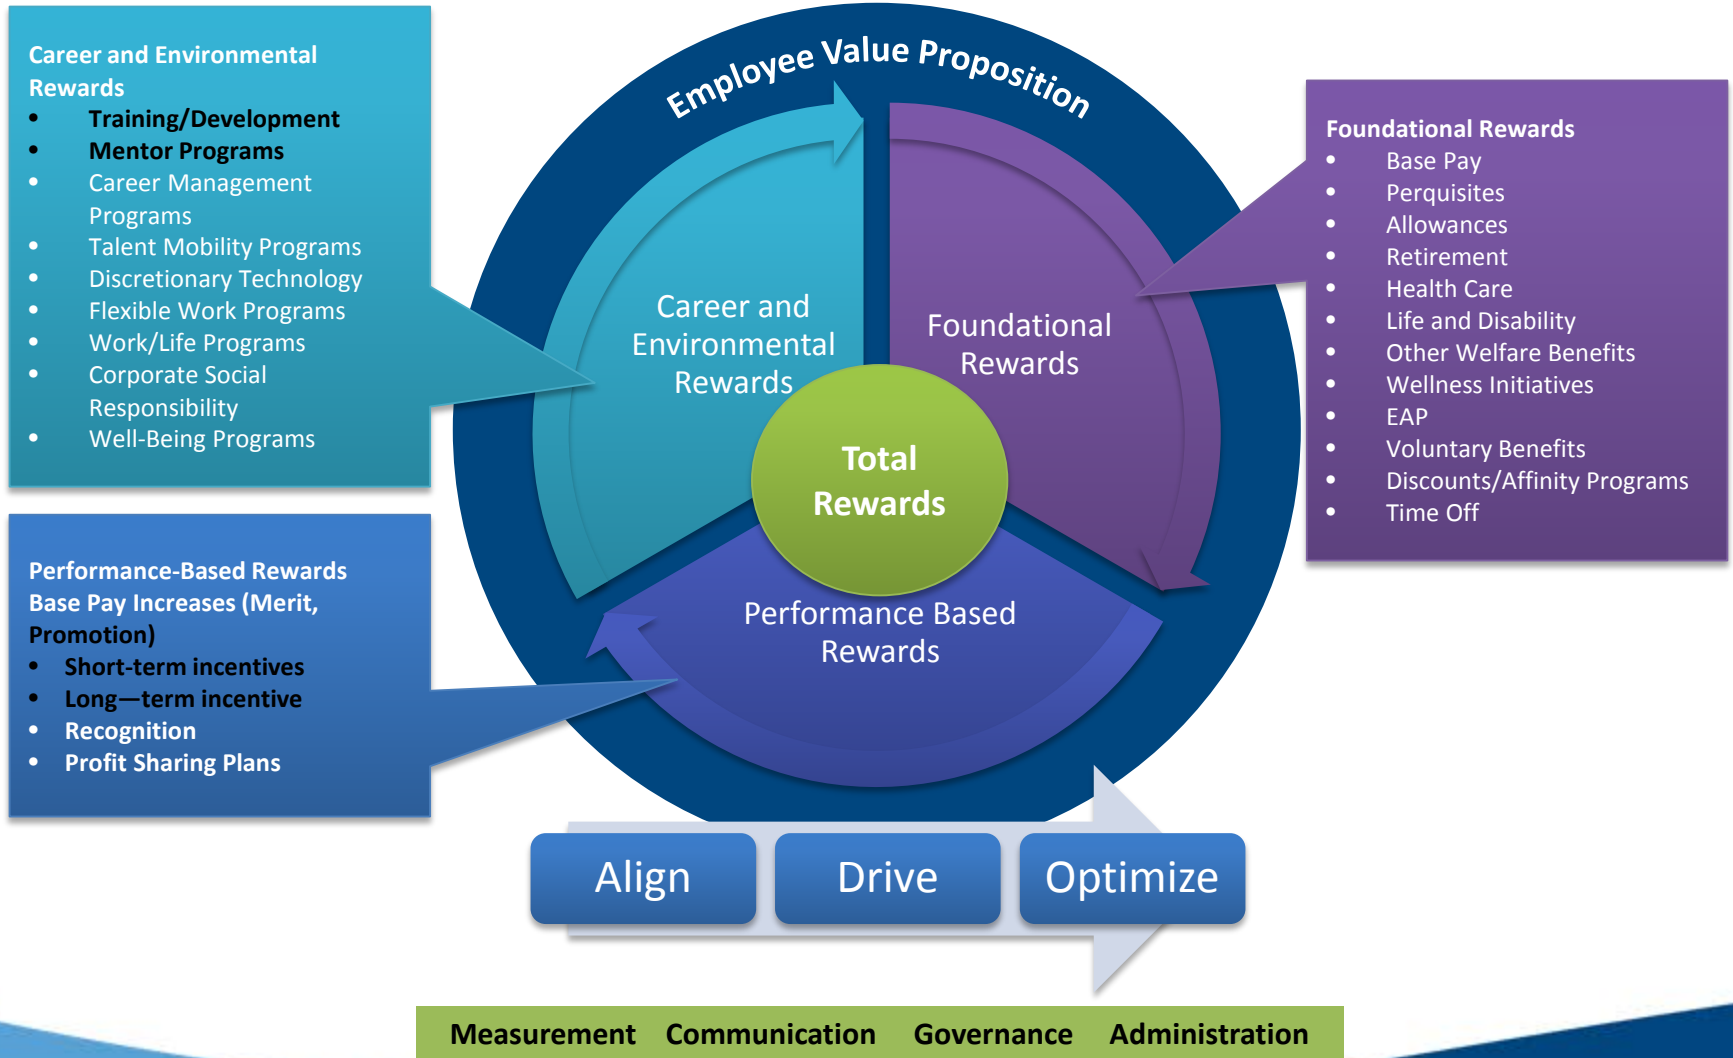 Employee Value Proposition
Career and Environmental
Rewards
• Training/Development
• Mentor Programs
• Career Management
Programs
• Talent Mobility Programs
• Discretionary Technology
• Flexible Work Programs
• Work/Life Programs
• Corporate Social
Responsibility
• Well-Being Programs
Performance-Based Rewards
Base Pay Increases (Merit,
Promotion)
• Short-term incentives
• Long—term incentive
• Recognition
• Profit Sharing Plans
Career and
Environmental
Rewards
Foundational
Rewards
Total
Rewards
Performance Based
Rewards
Foundational Rewards
• Base Pay
• Perquisites
• Allowances
• Retirement
• Health Care
• Life and Disability
• Other Welfare Benefits
• Wellness Initiatives
• EAP
• Voluntary Benefits
• Discounts/Affinity Programs
• Time Off
Align
Drive
Optimize
Measurement Communication Governance Administration